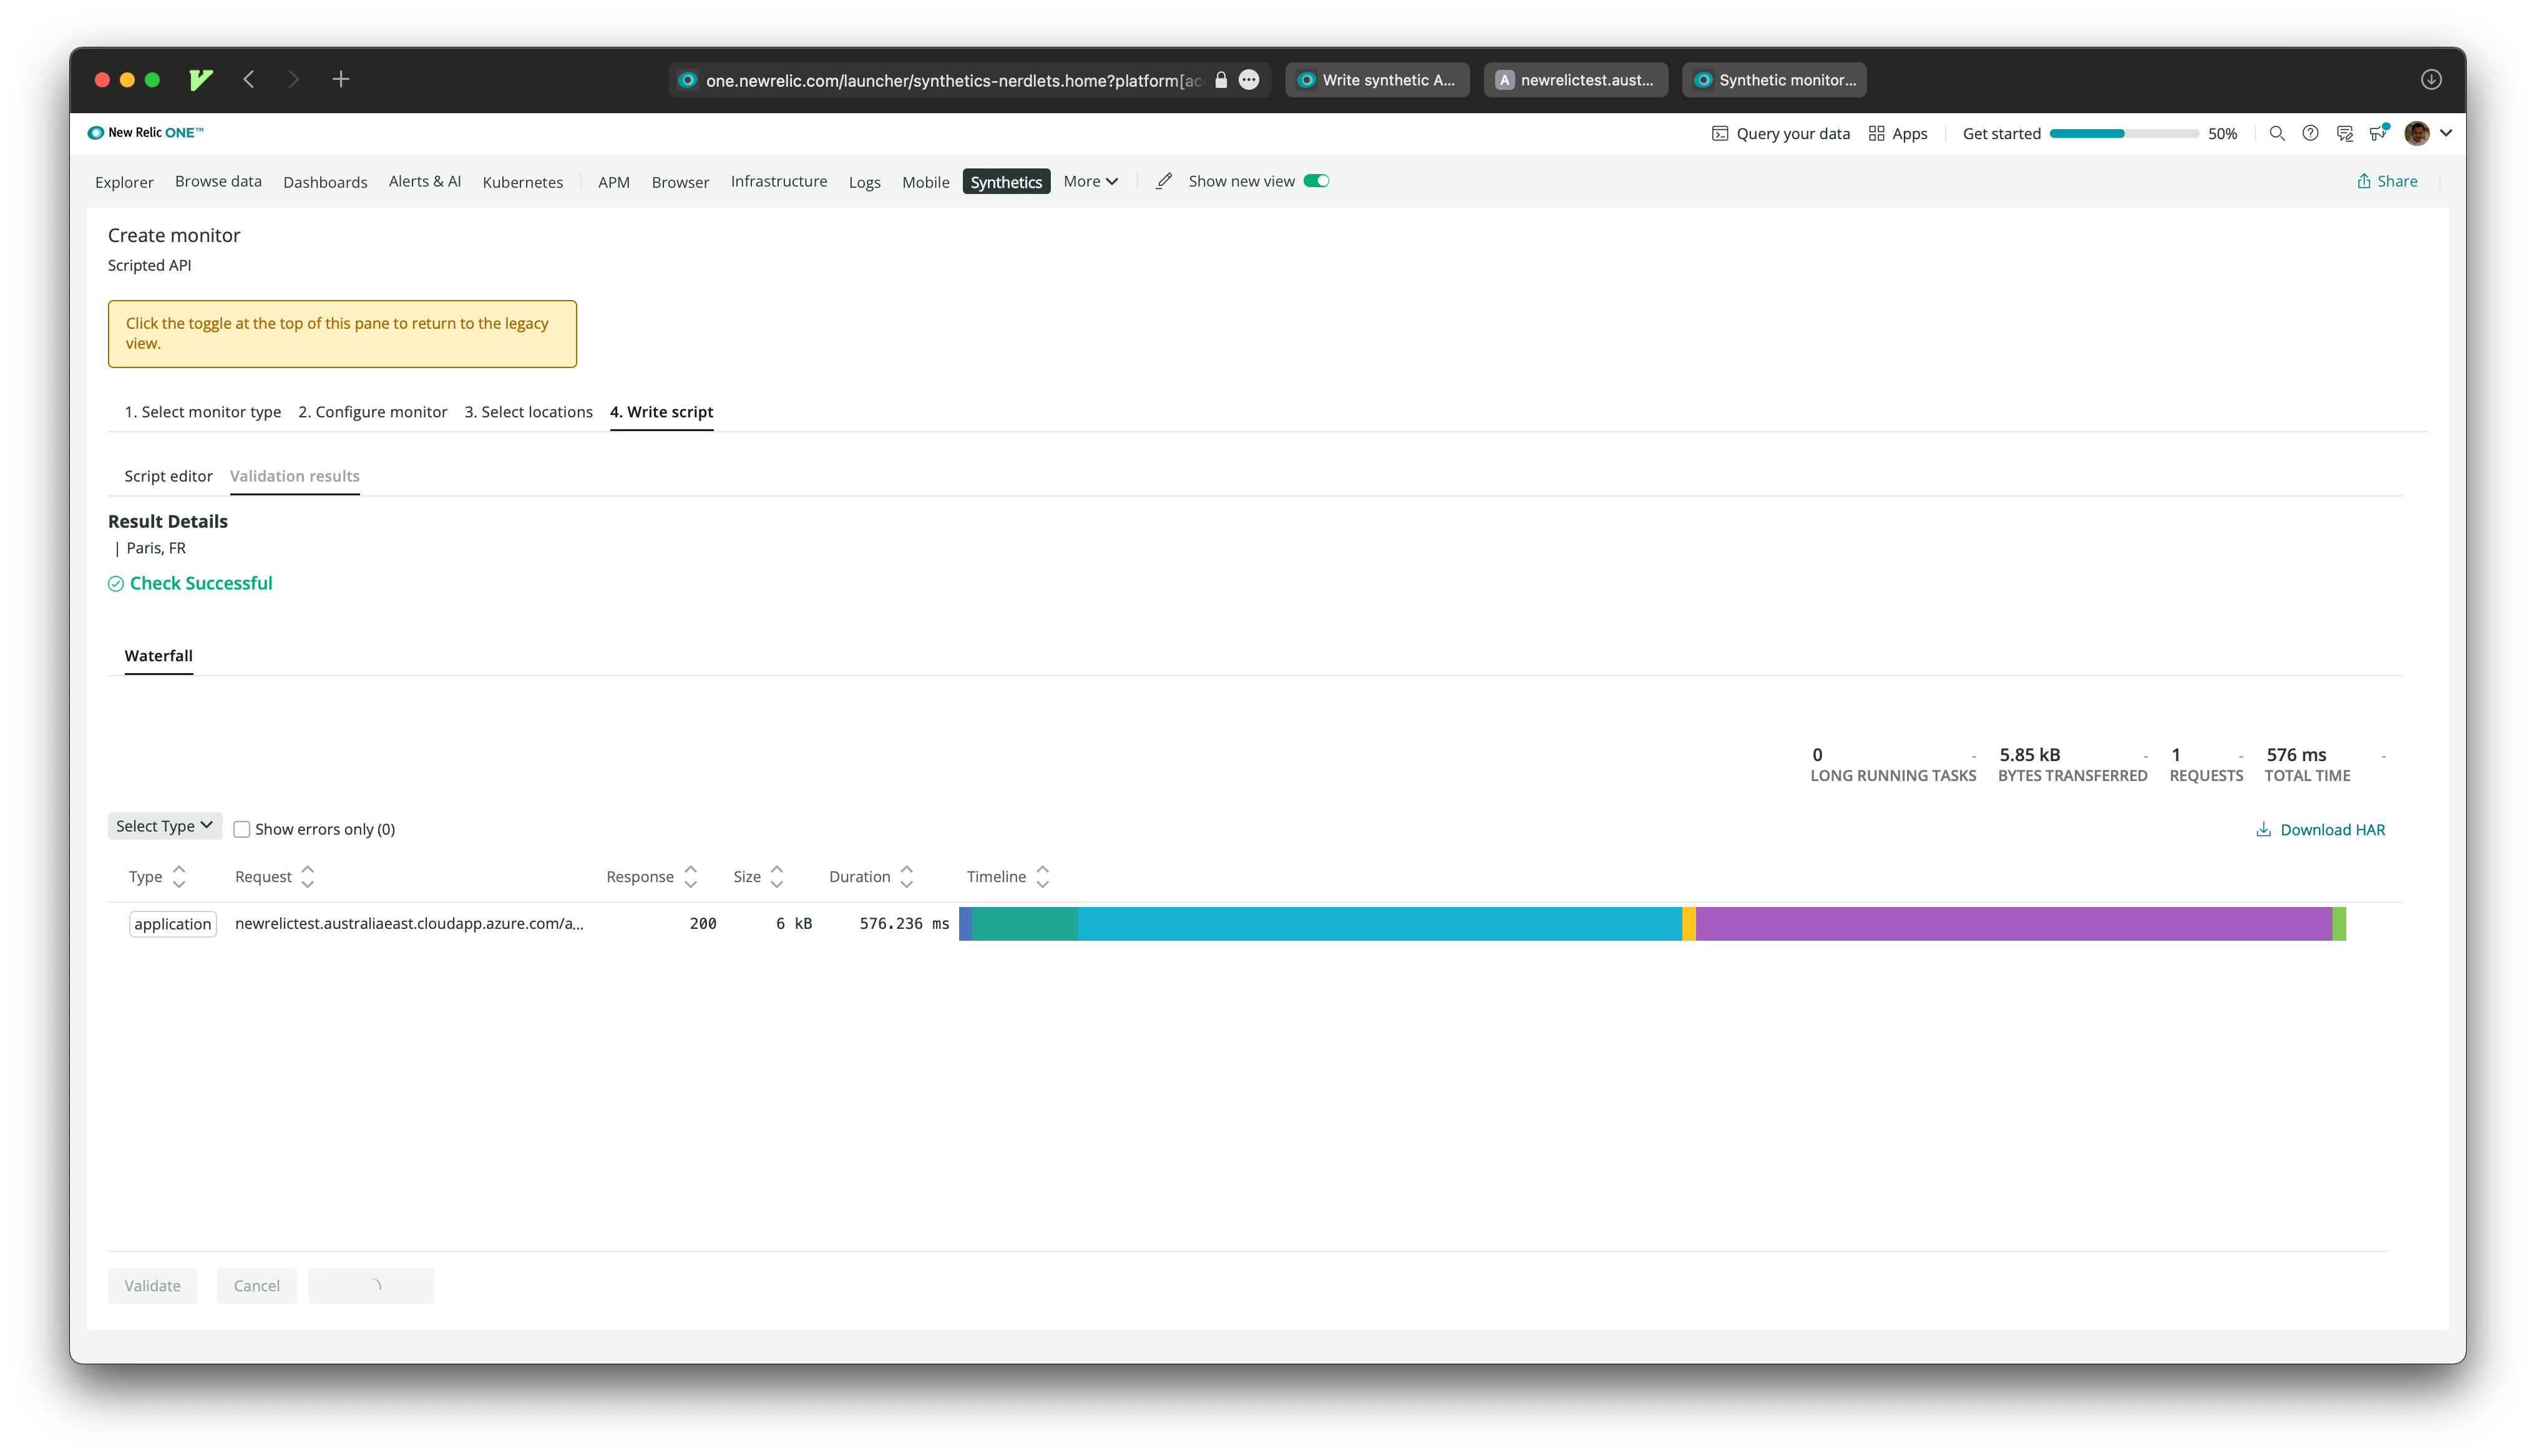 one.newrelic.com/launcher/synthetics-nerdlets.home?platform[ac
Write synthetic A...
A newrelictest.aust...
Synthetic monitor...
New Relic ONE™
Query your data
Apps
Get started
50%
Explorer
Browse data
Dashboards
Alerts & AI
Kubernetes
APM
Browser
Infrastructure
Logs
Mobile
Synthetics
More
Show new view
Share
Create monitor
Scripted API
Click the toggle at the top of this pane to return to the legacy
view.
1. Select monitor type
2. Configure monitor
3. Select locations
4. Write script
Script editor
Validation results
Result Details
| Paris, FR
Check Successful
Waterfall
0 -
LONG RUNNING TASKS
5.85 kB -
BYTES TRANSFERRED
1 -
REQUESTS
576 ms -
TOTAL TIME
Select Type
Show errors only (0)
Download HAR
Type
Request
Response
Size
Duration
Timeline
application
newrelictest.australiaeast.cloudapp.azure.com/a...
200
6 kB
576.236 ms
Validate
Cancel